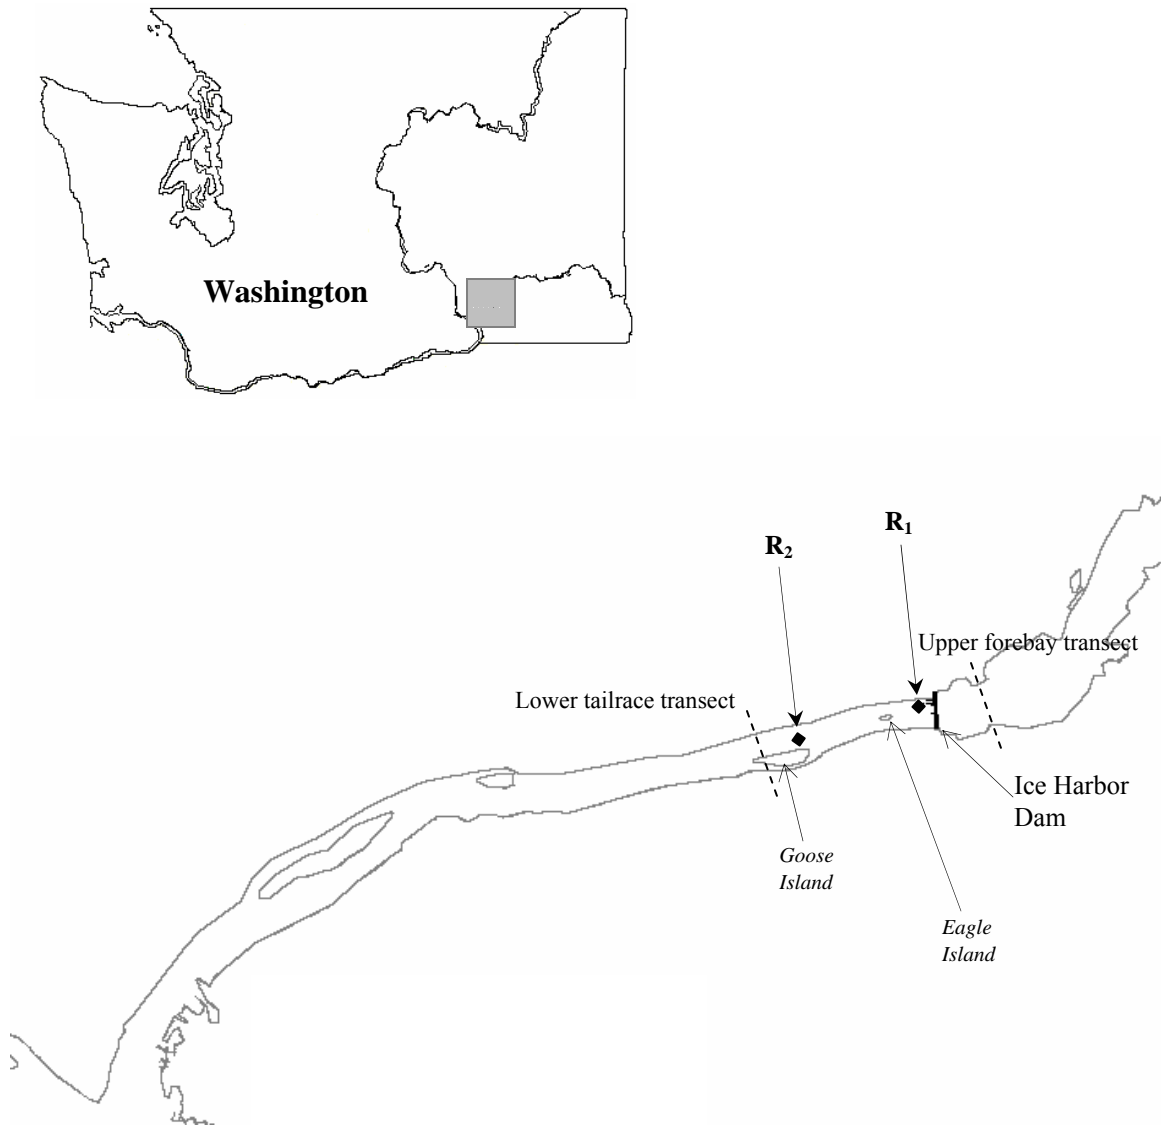 Washington
R₁
R₂
Upper forebay transect
Lower tailrace transect
Ice Harbor
Dam
Goose
Island
Eagle
Island